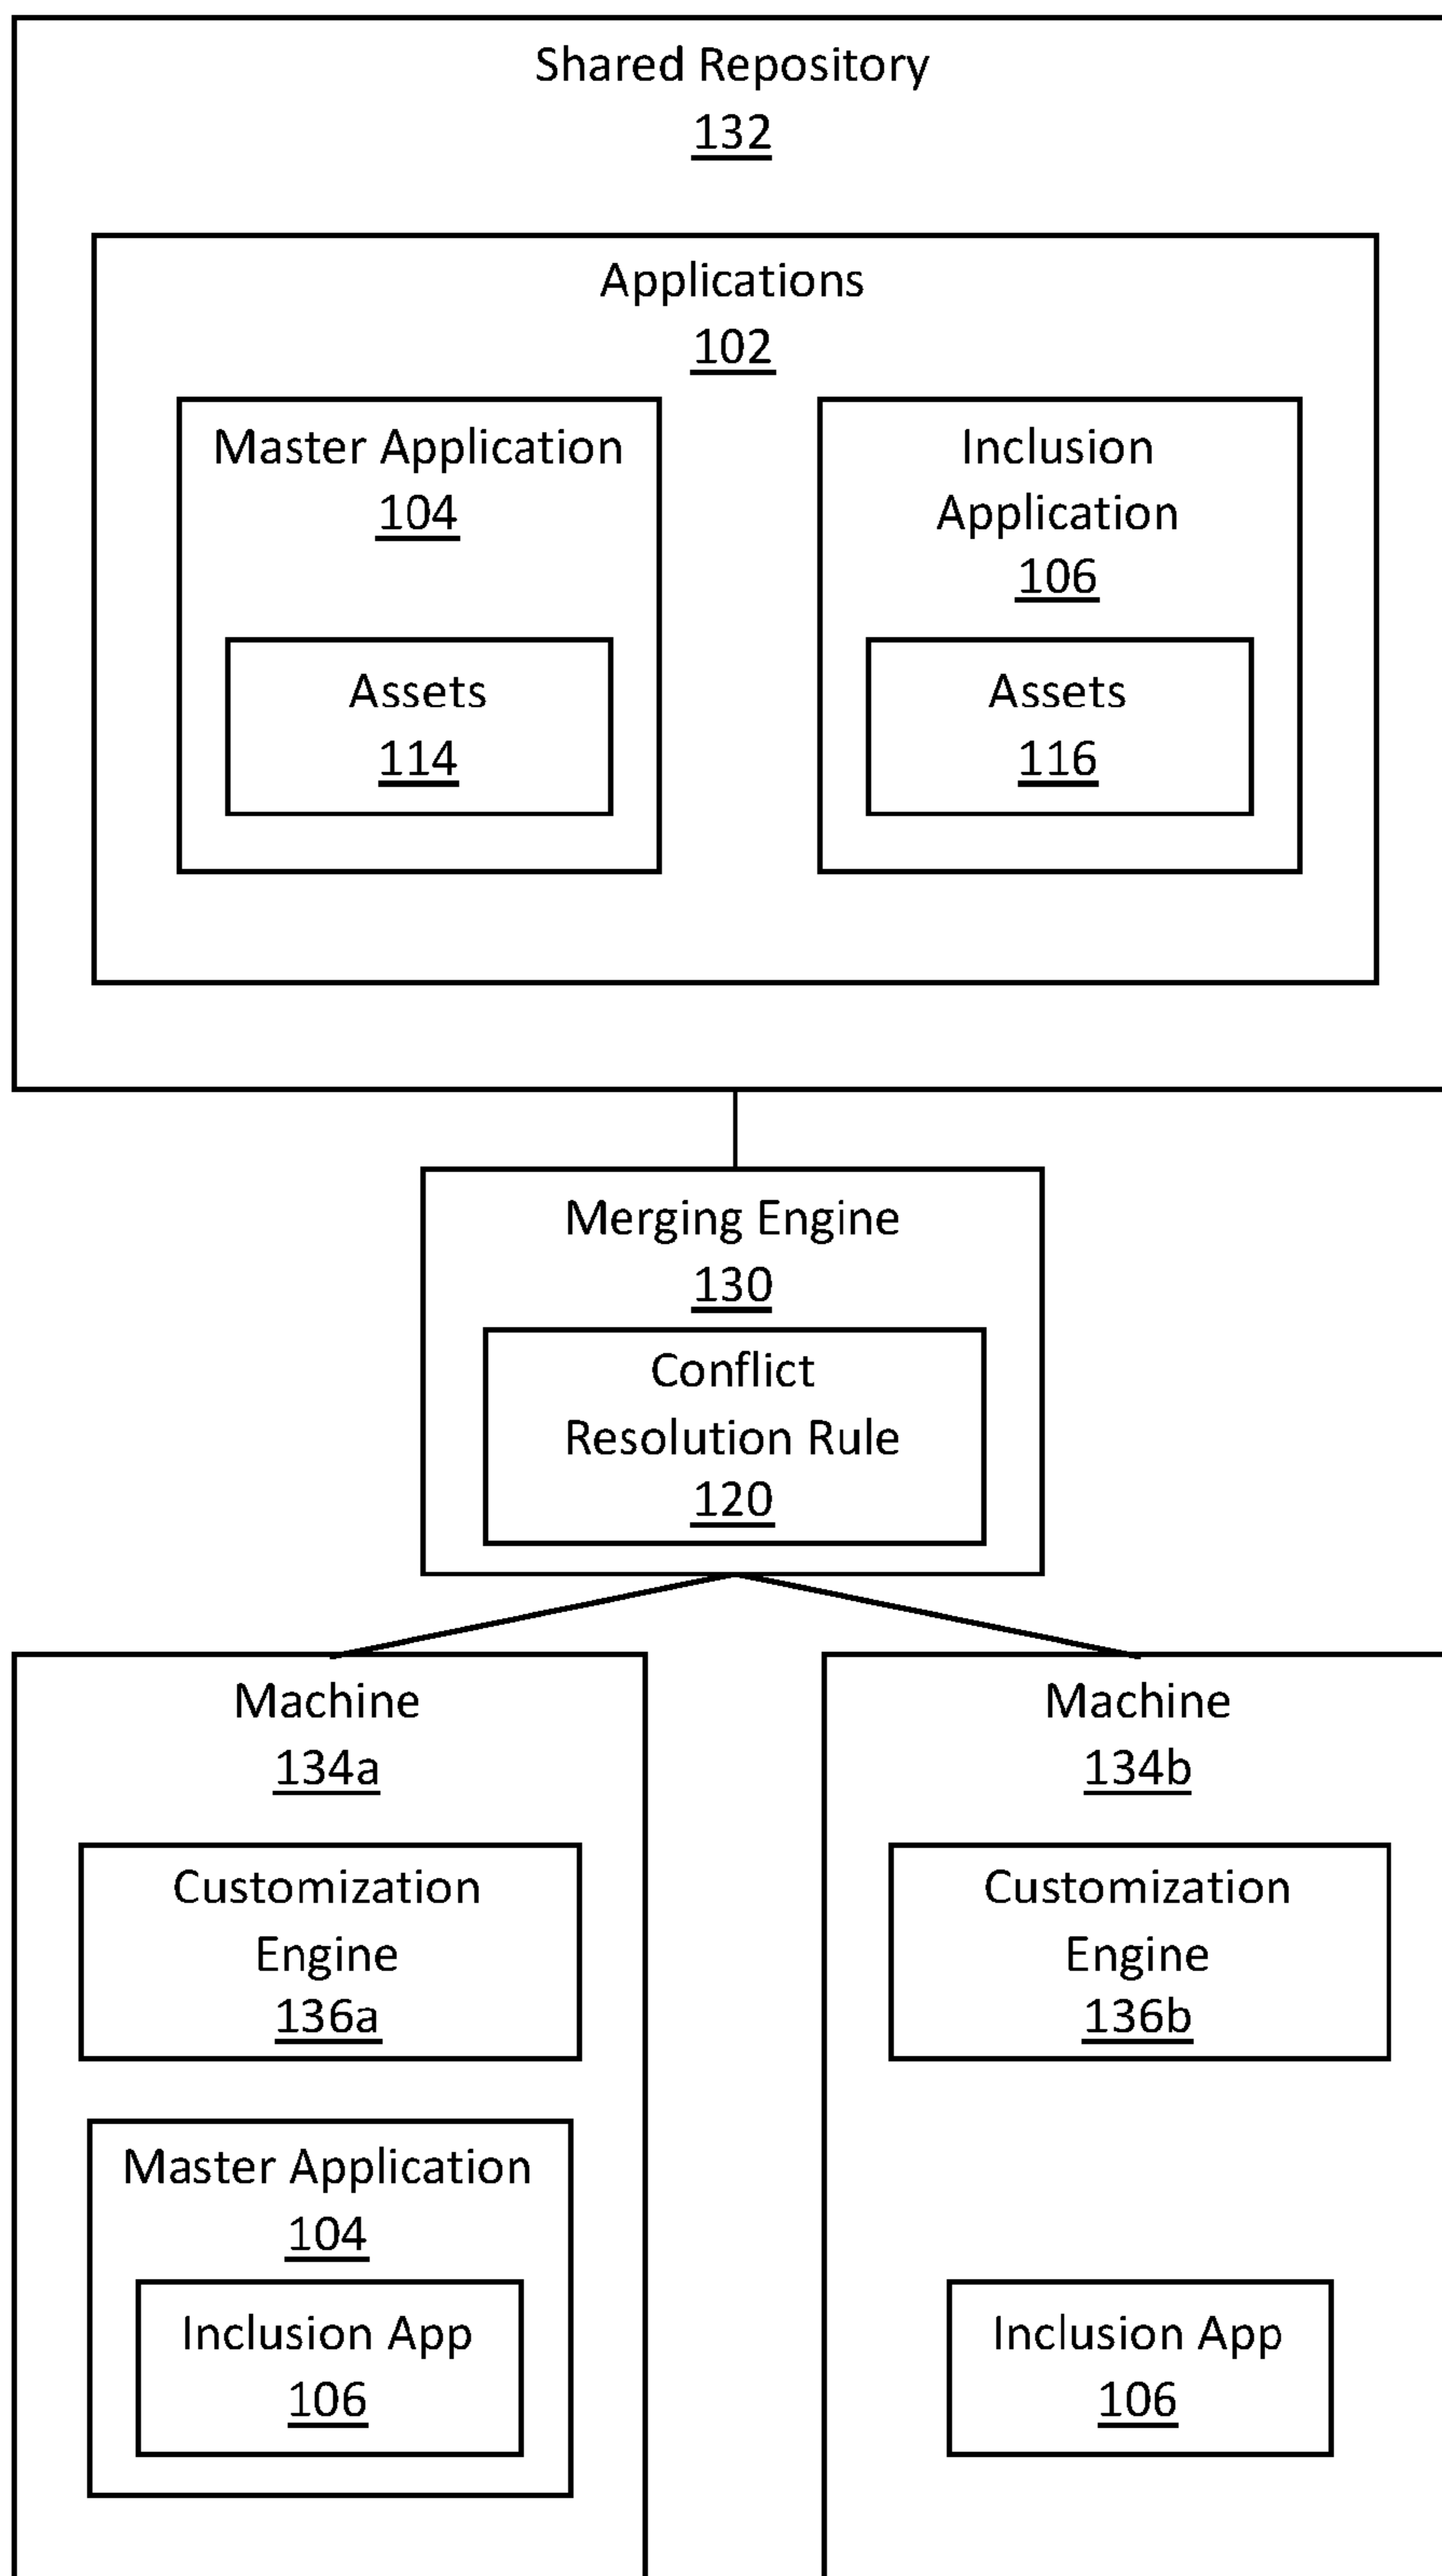 Shared Repository
132
Applications
102
Master Application
104
Assets
114
Inclusion
Application
106
Assets
116
Merging Engine
130
Conflict
Resolution Rule
120
Machine
134a
Customization
Engine
136a
Master Application
104
Inclusion App
106
Machine
134b
Customization
Engine
136b
Inclusion App
106